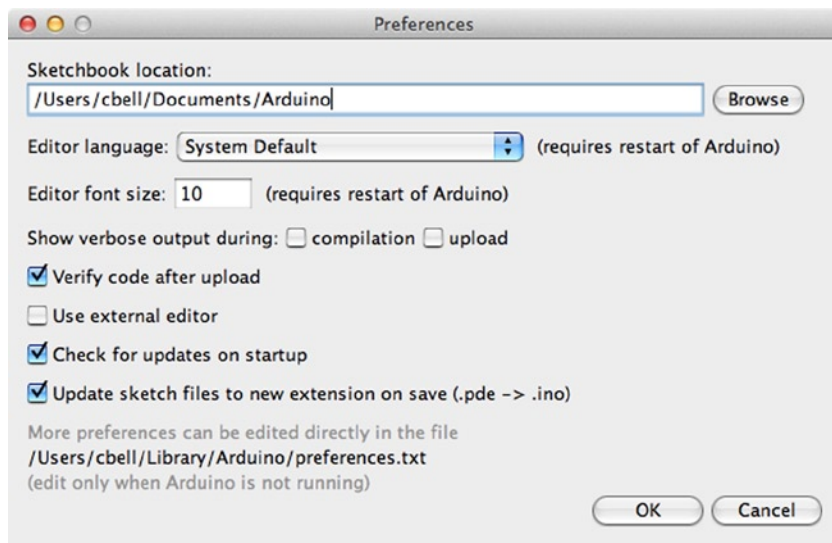 Preferences
Sketchbook location:
/Users/cbell/Documents/Arduino
Browse
Editor language: System Default (requires restart of Arduino)
Editor font size: 10 (requires restart of Arduino)
Show verbose output during: compilation upload
Verify code after upload
Use external editor
Check for updates on startup
Update sketch files to new extension on save (.pde -> .ino)
More preferences can be edited directly in the file
/Users/cbell/Library/Arduino/preferences.txt
(edit only when Arduino is not running)
OK Cancel